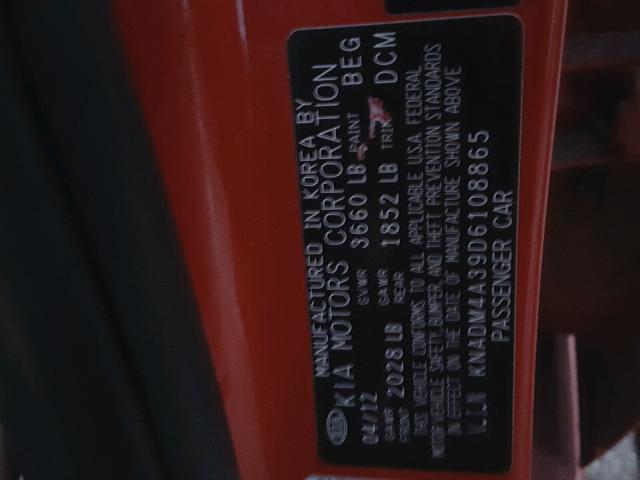 MANUFACTURED IN KOREA BY
KIA KIA MOTORS CORPORATION
04/12 GVWR 3660 LB PAINT BEG
GAWR FRONT 2028 LB GAWR REAR 1852 LB TRIM DCM
THIS VEHICLE CONFORMS TO ALL APPLICABLE U.S.A. FEDERAL
MOTOR VEHICLE SAFETY, BUMPER, AND THEFT PREVENTION STANDARDS
IN EFFECT ON THE DATE OF MANUFACTURE SHOWN ABOVE
KNADM4A39D6108865
PASSENGER CAR